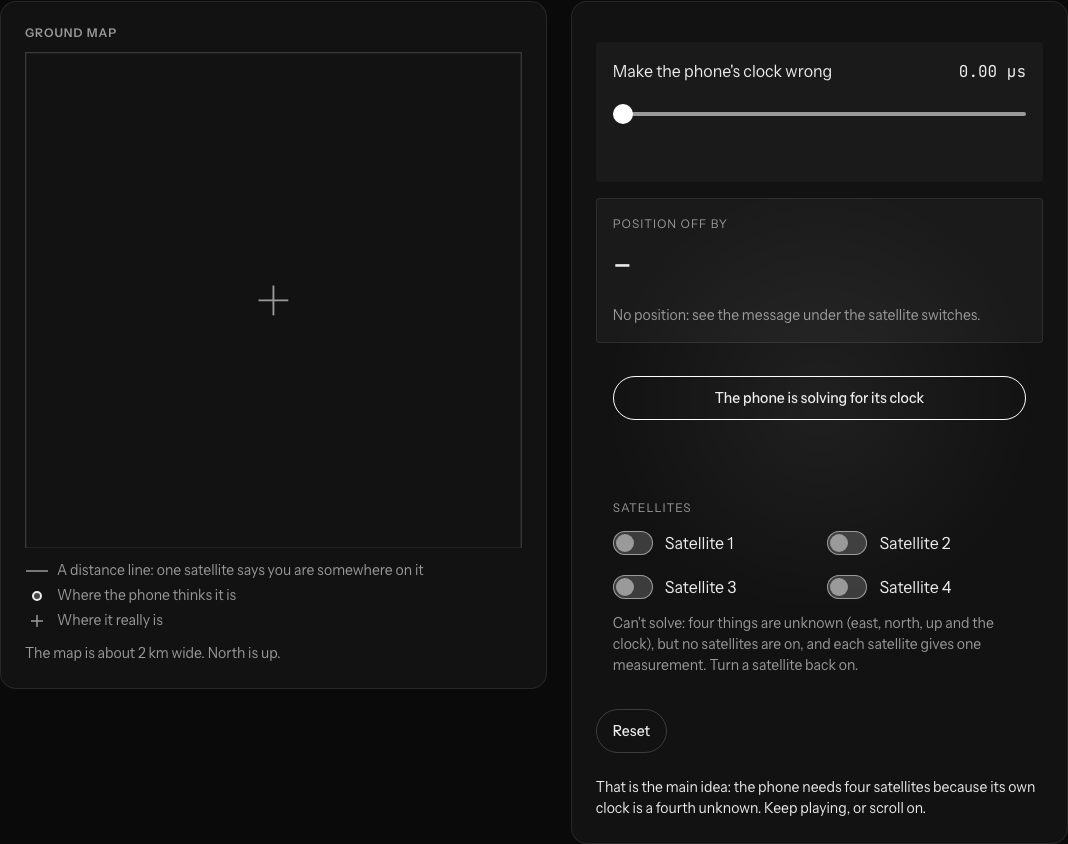 GROUND MAP
A distance line: one satellite says you are somewhere on it
Where the phone thinks it is
Where it really is
The map is about 2 km wide. North is up.
Make the phone's clock wrong
0.00 µs
POSITION OFF BY
–
No position: see the message under the satellite switches.
The phone is solving for its clock
SATELLITES
Satellite 1
Satellite 2
Satellite 3
Satellite 4
Can't solve: four things are unknown (east, north, up and the
clock), but no satellites are on, and each satellite gives one
measurement. Turn a satellite back on.
Reset
That is the main idea: the phone needs four satellites because its own
clock is a fourth unknown. Keep playing, or scroll on.